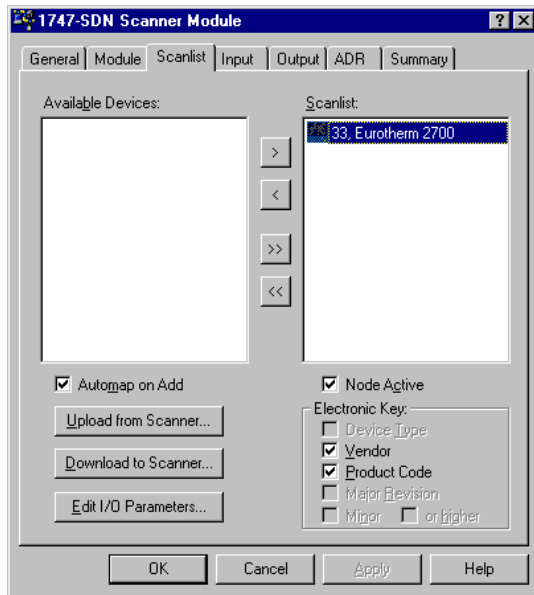 1747-SDN Scanner Module
General Module Scanlist Input Output ADR Summary
Available Devices:
Scanlist:
33, Eurotherm 2700
>
<
>>
<<
Automap on Add
Node Active
Upload from Scanner...
Download to Scanner...
Edit I/O Parameters...
Electronic Key:
Device Type
Vendor
Product Code
Major Revision
Minor or higher
OK Cancel Apply Help